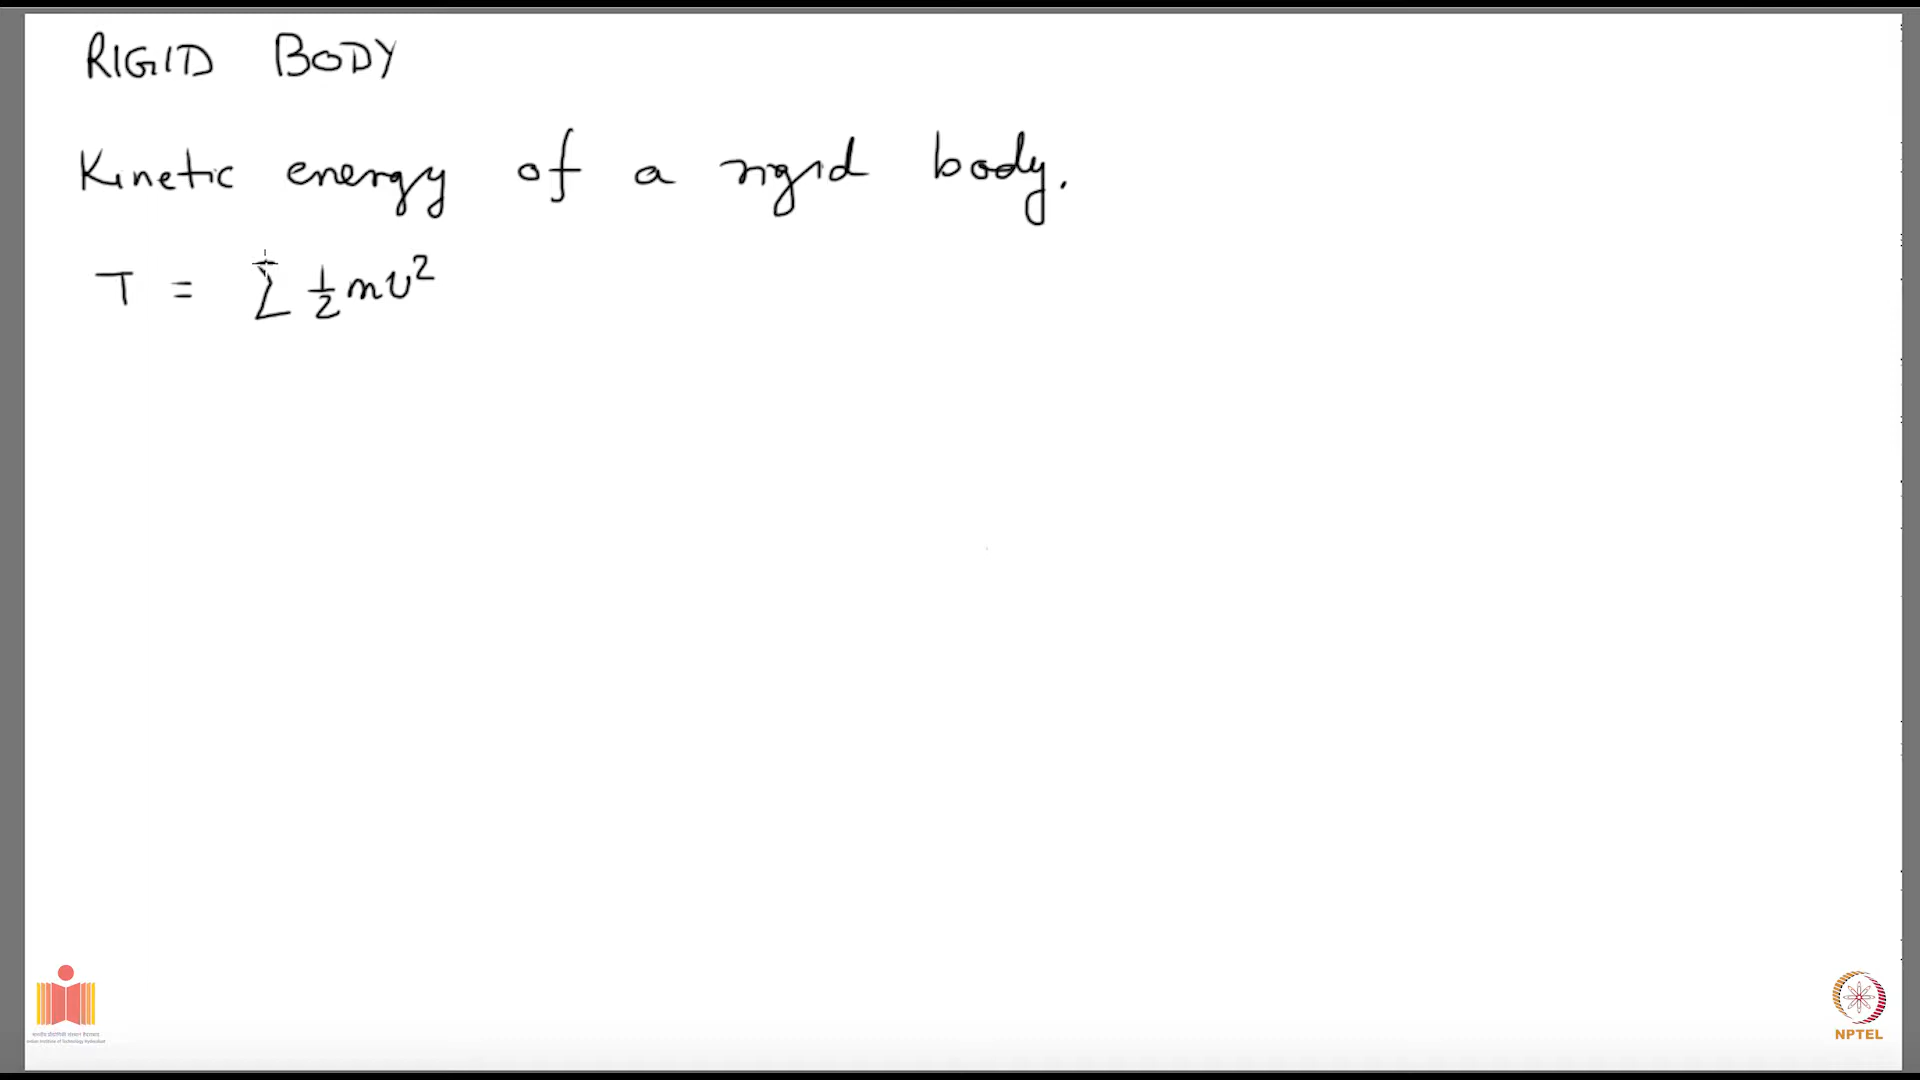 RIGID BODY
Kinetic energy of a rigid body.
T = ∑ ½mv²
NPTEL